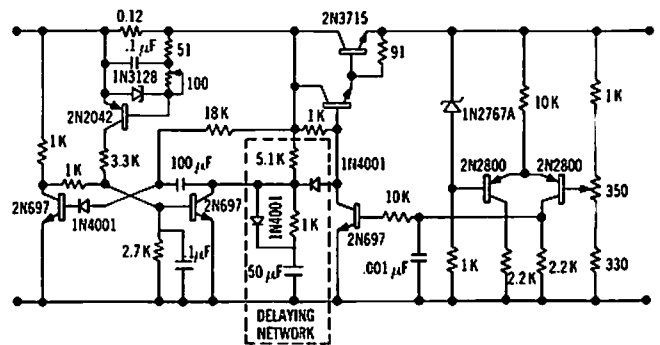 0.12
2N3715
.1µF
51
91
1N3128
100
2N2042
1N2767A
1K
10K
1K
18K
1K
1K
3.3K
5.1K
1N4001
2N2800
2N2800
1K
100µF
350
2N697
1N4001
2N697
1N4001
1K
10K
2N697
2.7K
.1µF
50µF
.001µF
1K
2.2K
2.2K
330
DELAYING
NETWORK